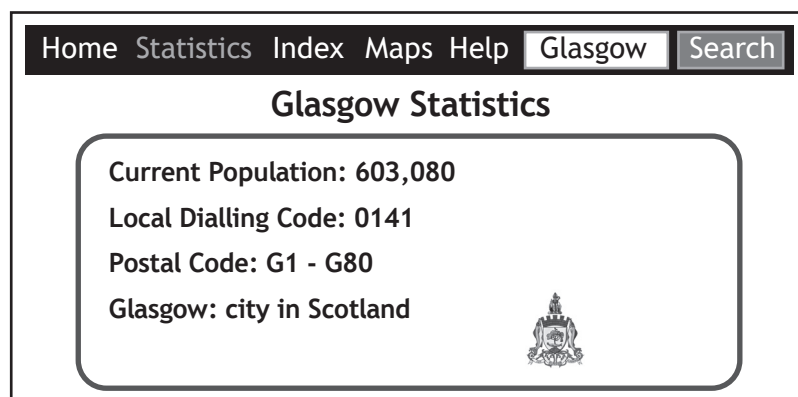 Home Statistics Index Maps Help Glasgow Search
Glasgow Statistics
Current Population: 603,080
Local Dialling Code: 0141
Postal Code: G1 - G80
Glasgow: city in Scotland